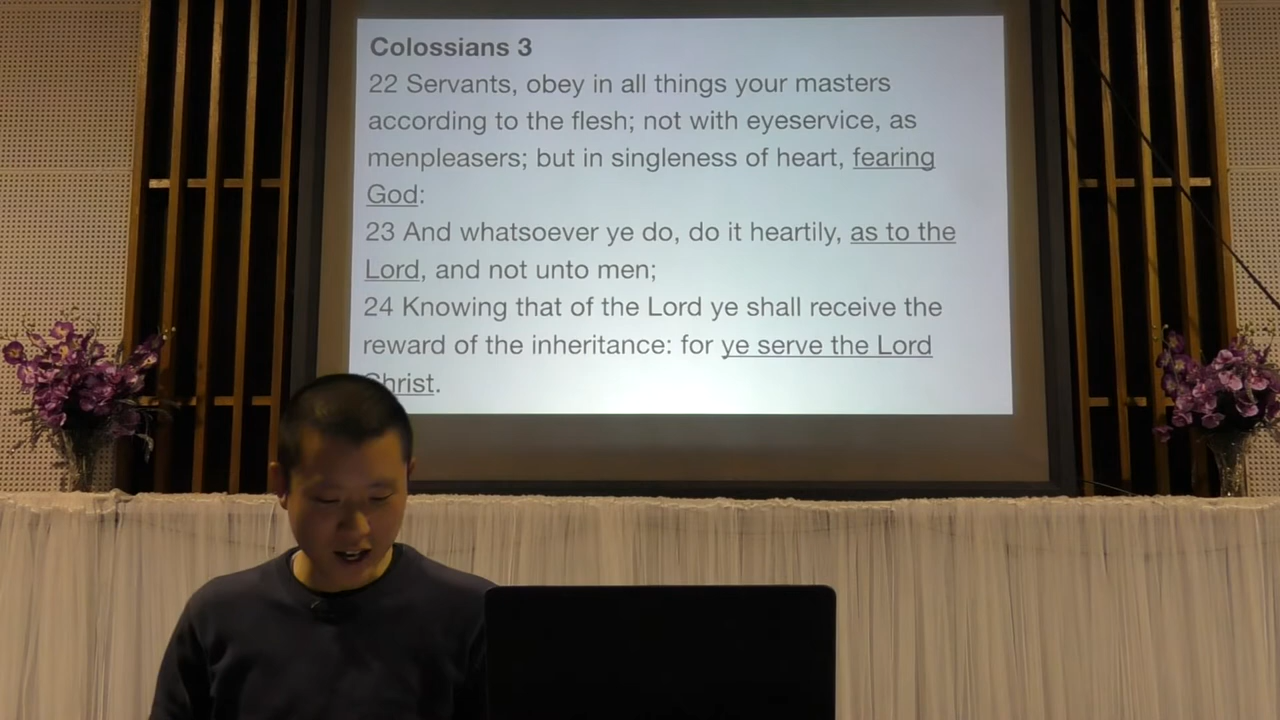 Colossians 3
22 Servants, obey in all things your masters
according to the flesh; not with eyeservice, as
menpleasers; but in singleness of heart, fearing
God:
23 And whatsoever ye do, do it heartily, as to the
Lord, and not unto men;
24 Knowing that of the Lord ye shall receive the
reward of the inheritance: for ye serve the Lord
Christ.